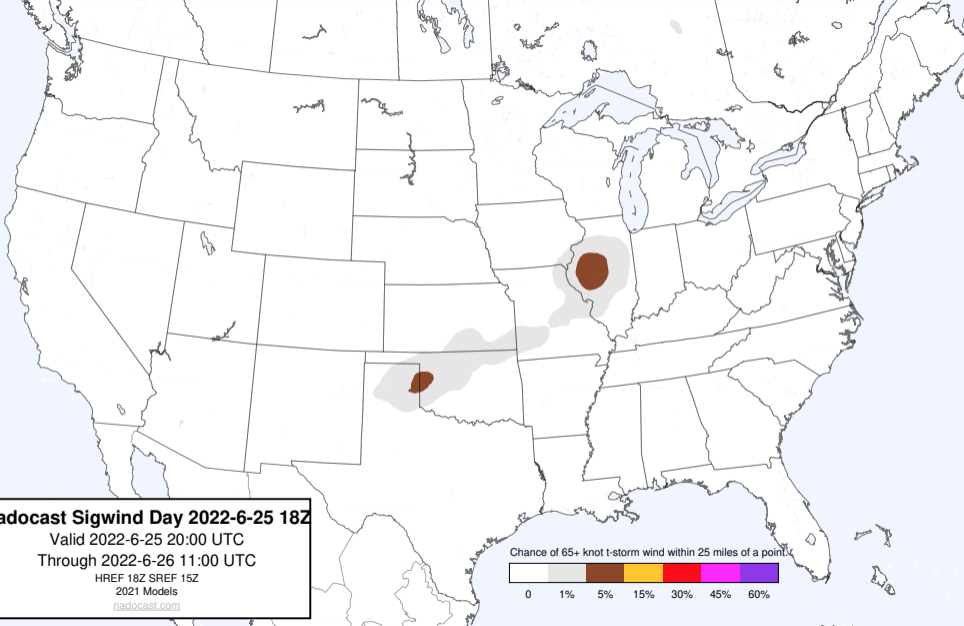 adocast Sigwind Day 2022-6-25 18Z
Valid 2022-6-25 20:00 UTC
Through 2022-6-26 11:00 UTC
HREF 18Z SREF 15Z
2021 Models
nadocast.com
Chance of 65+ knot t-storm wind within 25 miles of a point.
0 1% 5% 15% 30% 45% 60%